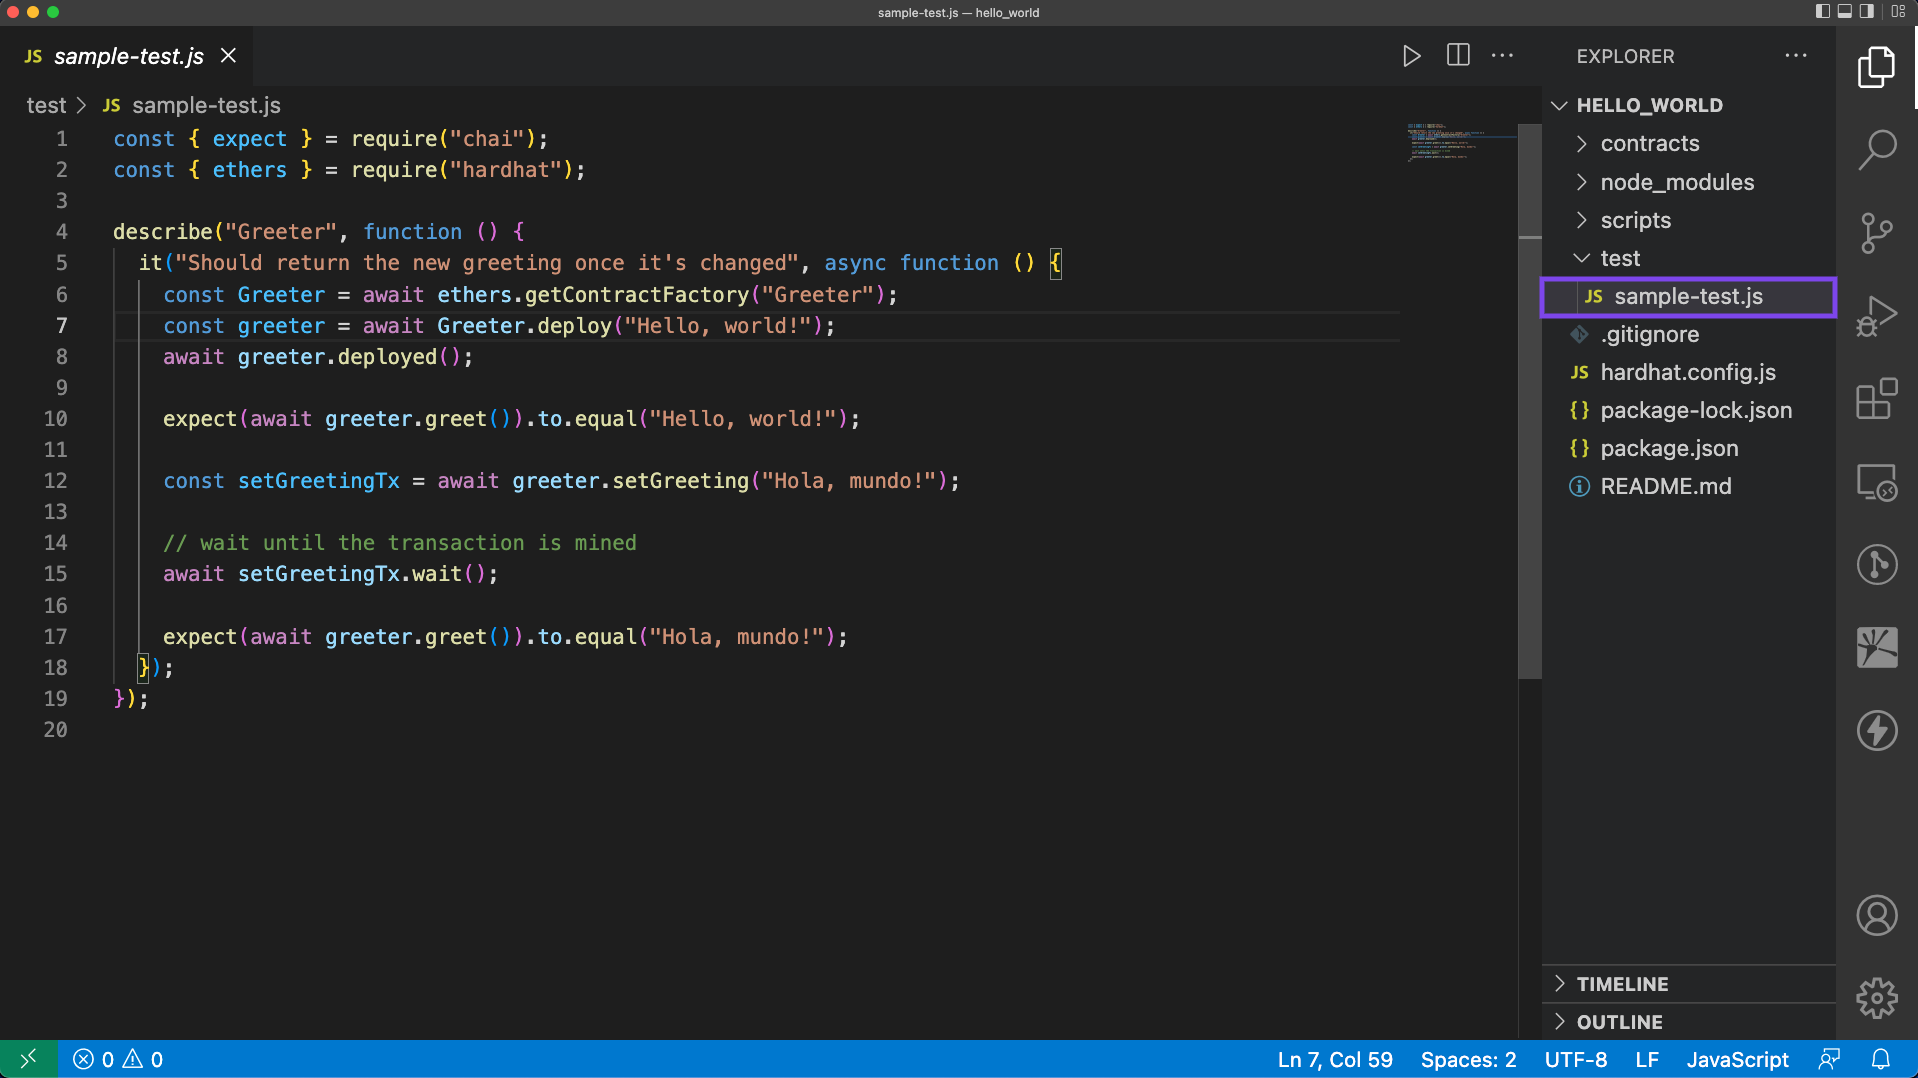 sample-test.js — hello_world
JS sample-test.js
test > JS sample-test.js
1 const { expect } = require("chai");
2 const { ethers } = require("hardhat");
3
4 describe("Greeter", function () {
5 it("Should return the new greeting once it's changed", async function () {
6 const Greeter = await ethers.getContractFactory("Greeter");
7 const greeter = await Greeter.deploy("Hello, world!");
8 await greeter.deployed();
9
10 expect(await greeter.greet()).to.equal("Hello, world!");
11
12 const setGreetingTx = await greeter.setGreeting("Hola, mundo!");
13
14 // wait until the transaction is mined
15 await setGreetingTx.wait();
16
17 expect(await greeter.greet()).to.equal("Hola, mundo!");
18 });
19 });
20
EXPLORER
HELLO_WORLD
contracts
node_modules
scripts
test
JS sample-test.js
.gitignore
JS hardhat.config.js
{} package-lock.json
{} package.json
README.md
TIMELINE
OUTLINE
0 0
Ln 7, Col 59 Spaces: 2 UTF-8 LF JavaScript